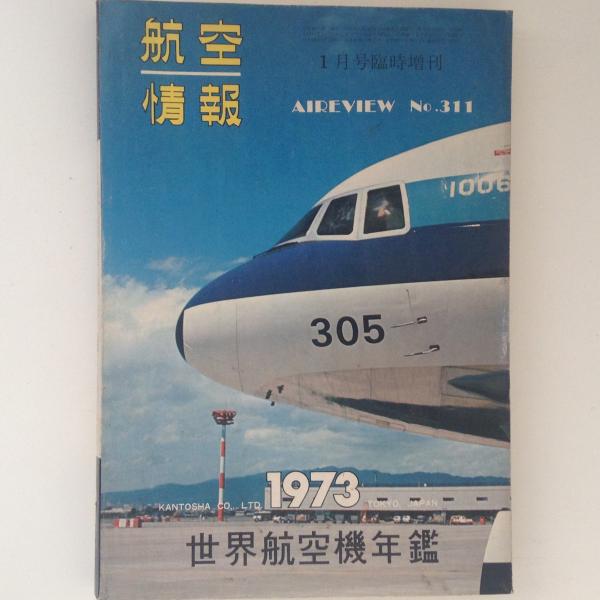 航空
情報
1月号臨時増刊
AIREVIEW No.311
1006
305
1973
KANTOSHA CO., LTD. TOKYO, JAPAN
世界航空機年鑑